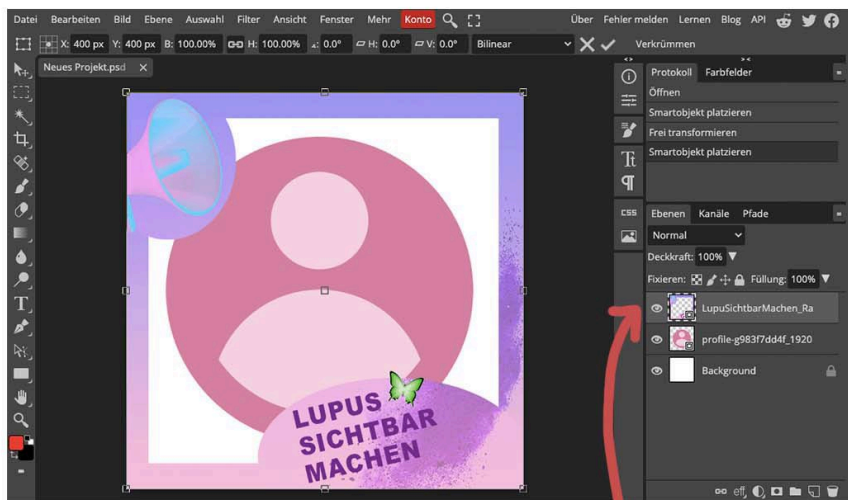 Datei Bearbeiten Bild Ebene Auswahl Filter Ansicht Fenster Mehr Konto Über Fehler melden Lernen Blog API
X: 400 px Y: 400 px B: 100.00% H: 100.00% 0.0° H: 0.0° V: 0.0° Bilinear Verkrümmen
Neues Projekt.psd
Protokoll Farbfelder
Öffnen
Smartobjekt platzieren
Frei transformieren
Smartobjekt platzieren
CSS
Ebenen Kanäle Pfade
Normal
Deckkraft: 100%
Fixieren: Füllung: 100%
LupuSichtbarMachen_Ra
profile-g983f7dd4f_1920
Background
LUPUS
SICHTBAR
MACHEN
eff